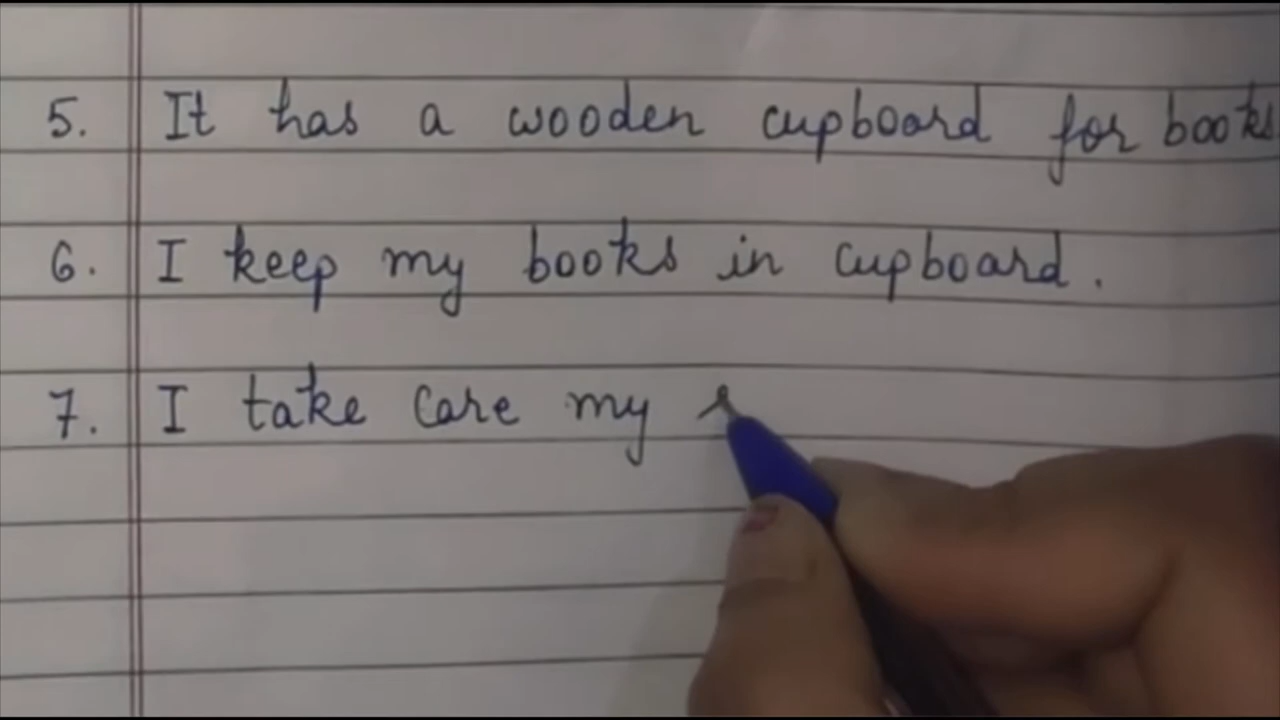 5. It has a wooden cupboard for books
6. I keep my books in cupboard.
7. I take care my